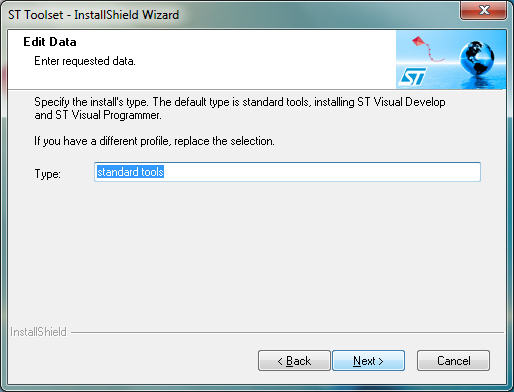 ST Toolset - InstallShield Wizard
Edit Data
Enter requested data.
ST
Specify the install's type. The default type is standard tools, installing ST Visual Develop
and ST Visual Programmer.
If you have a different profile, replace the selection.
Type: standard tools
InstallShield
< Back Next > Cancel